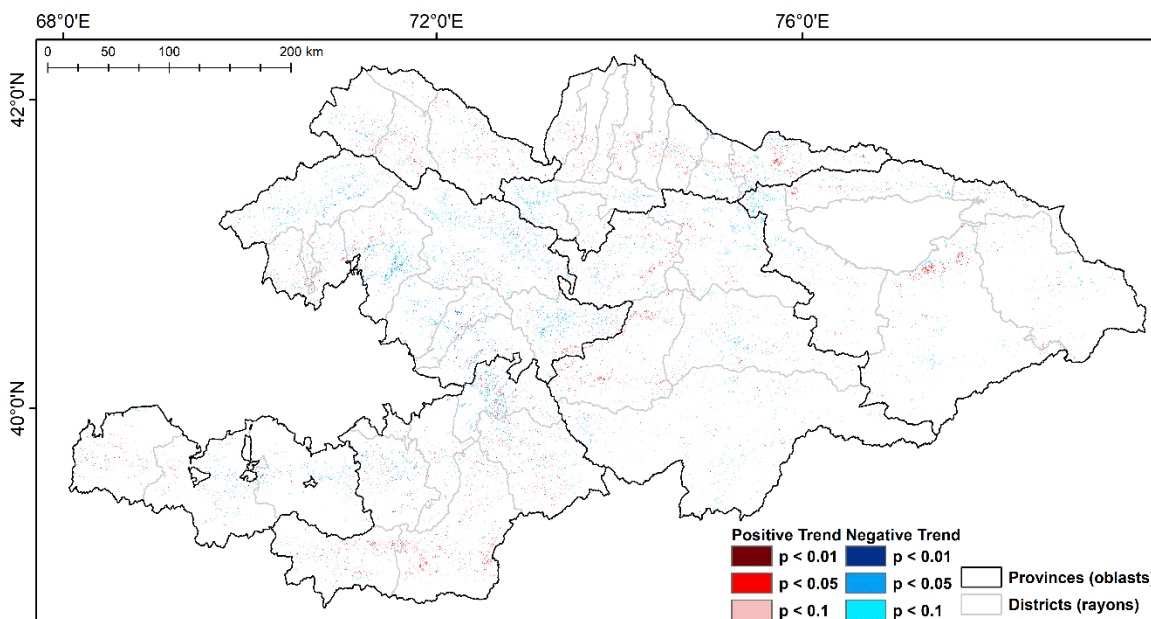 68°0'E 72°0'E 76°0'E
0 50 100 200 km
42°0'N
40°0'N
Positive Trend Negative Trend
p < 0.01 p < 0.01
p < 0.05 p < 0.05
p < 0.1 p < 0.1
Provinces (oblasts)
Districts (rayons)